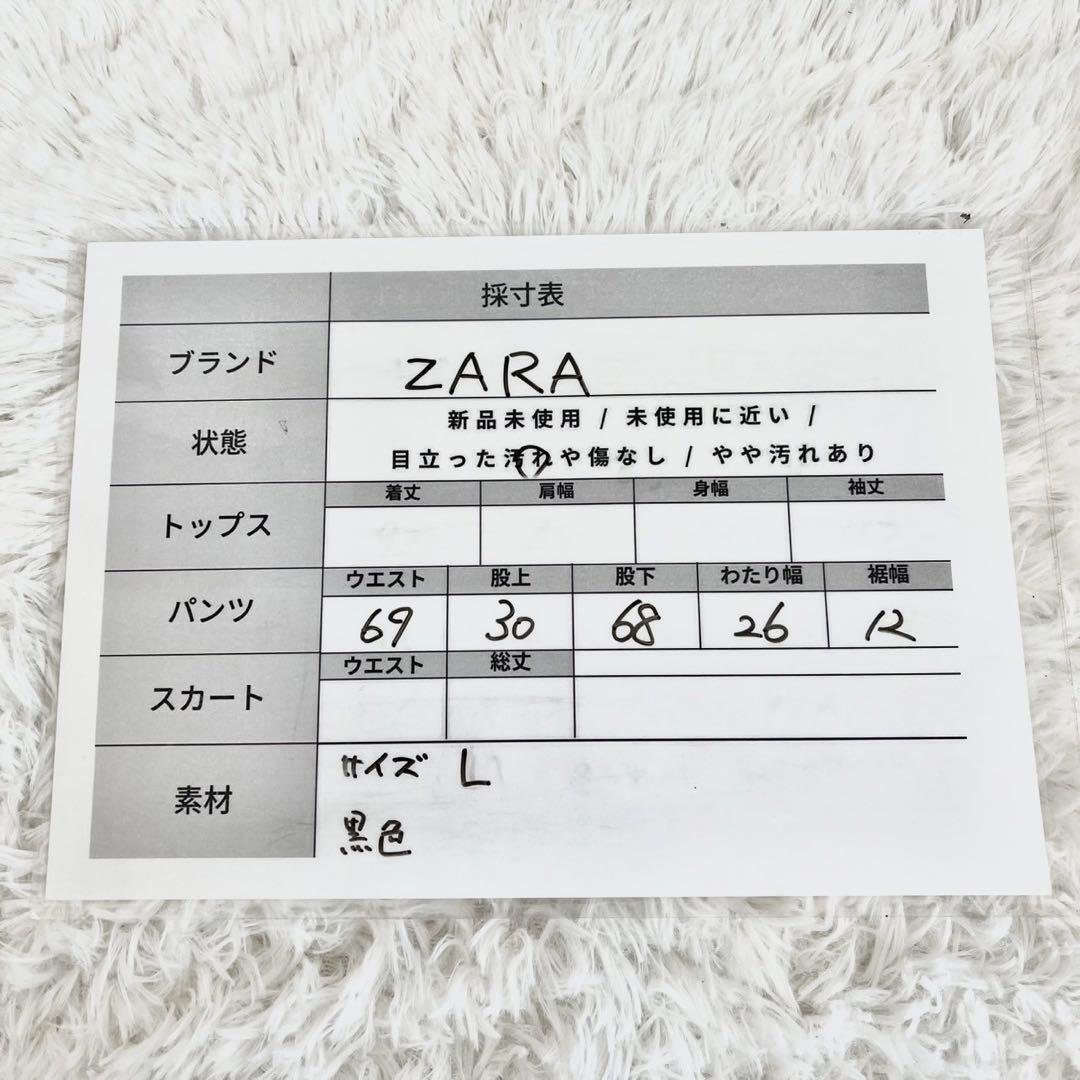 採寸表
ブランド ZARA
状態 新品未使用 / 未使用に近い /
目立った汚れや傷なし / やや汚れあり
トップス 着丈 肩幅 身幅 袖丈
パンツ ウエスト 股上 股下 わたり幅 裾幅
69 30 68 26 12
スカート ウエスト 総丈
素材 サイズ L
黒色